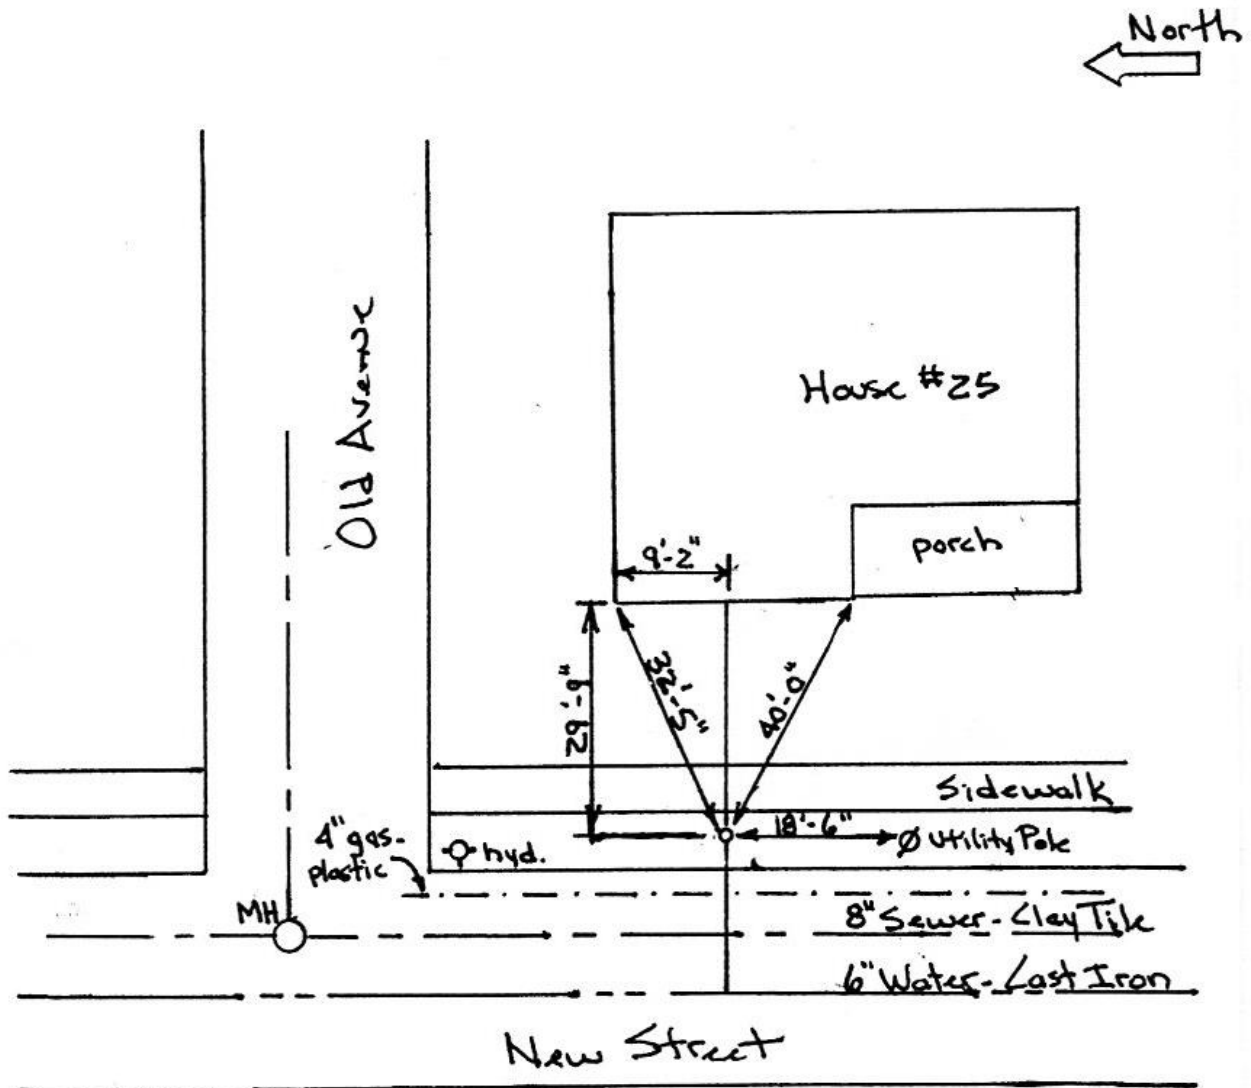 North
Old Avenue
House #25
porch
9'-2"
29'-9"
32'-5"
40'-0"
Sidewalk
18'-6"
Utility Pole
4" gas-
plastic
hyd.
MH
8" Sewer-Clay Tile
6" Water-Cast Iron
New Street